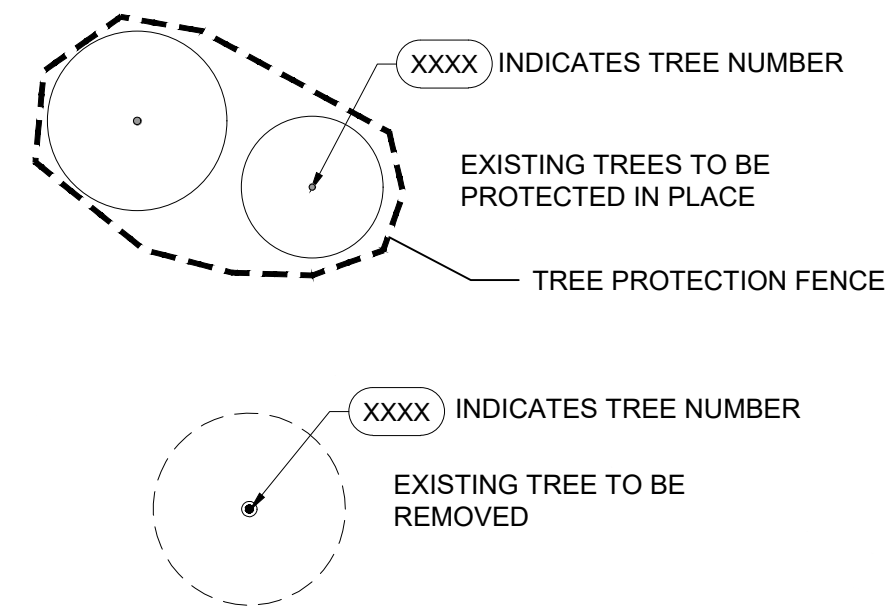 XXXX INDICATES TREE NUMBER
EXISTING TREES TO BE
PROTECTED IN PLACE
TREE PROTECTION FENCE
XXXX INDICATES TREE NUMBER
EXISTING TREE TO BE
REMOVED